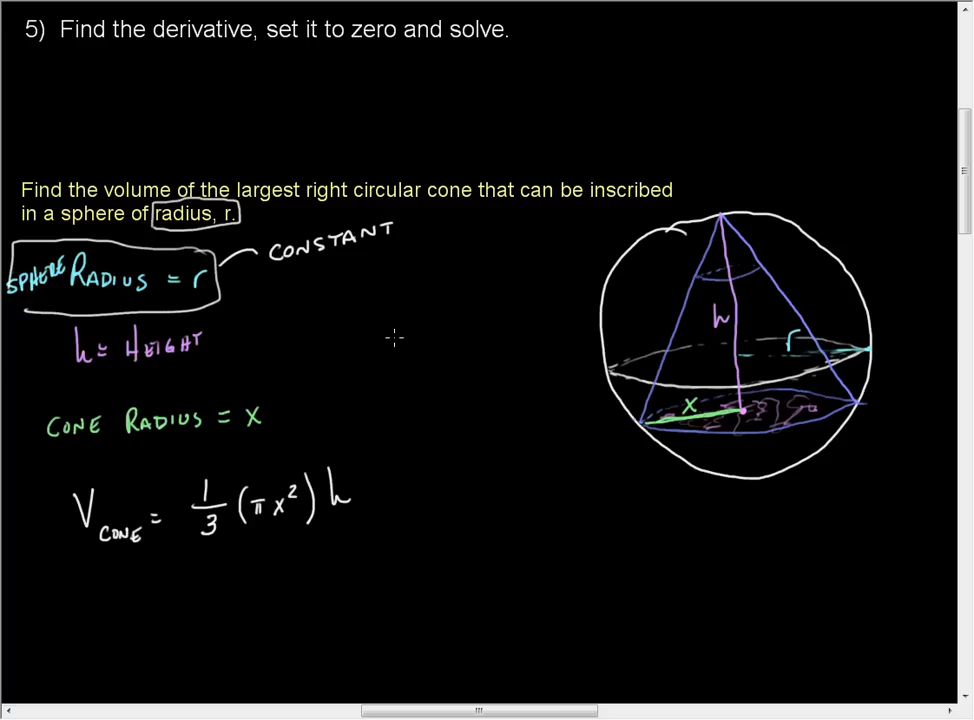 5) Find the derivative, set it to zero and solve.
Find the volume of the largest right circular cone that can be inscribed
in a sphere of radius, r.
CONSTANT
SPHERE RADIUS = r
h = HEIGHT
CONE RADIUS = x
V CONE = 1/3 (πx²) h
h
r
x